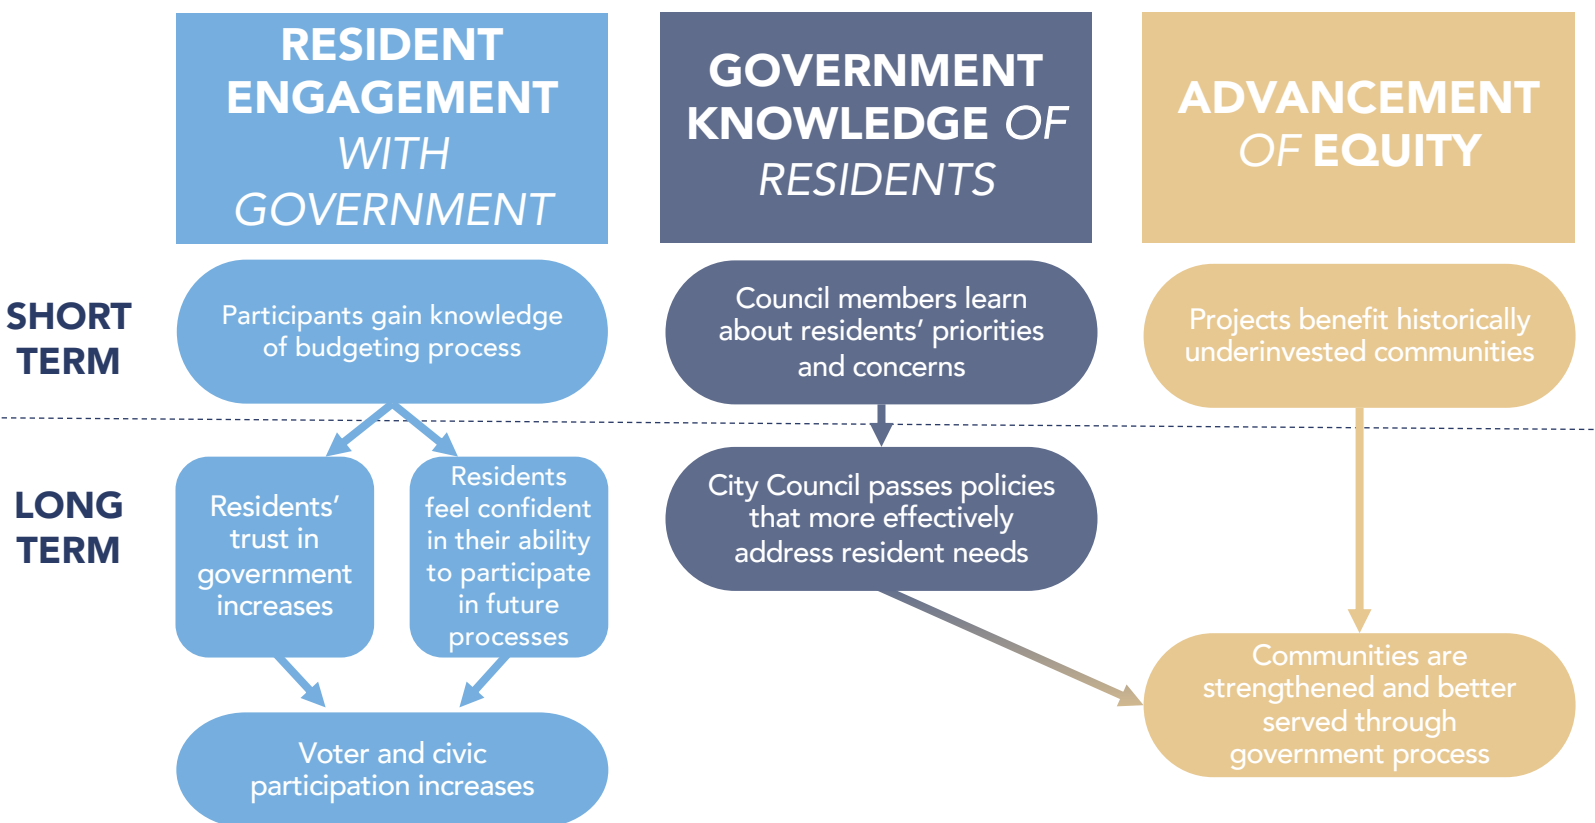 RESIDENT
ENGAGEMENT
WITH
GOVERNMENT
GOVERNMENT
KNOWLEDGE OF
RESIDENTS
ADVANCEMENT
OF EQUITY
SHORT
TERM
Participants gain knowledge
of budgeting process
Council members learn
about residents’ priorities
and concerns
Projects benefit historically
underinvested communities
LONG
TERM
Residents’
trust in
government
increases
Residents
feel confident
in their ability
to participate
in future
processes
City Council passes policies
that more effectively
address resident needs
Voter and civic
participation increases
Communities are
strengthened and better
served through
government process